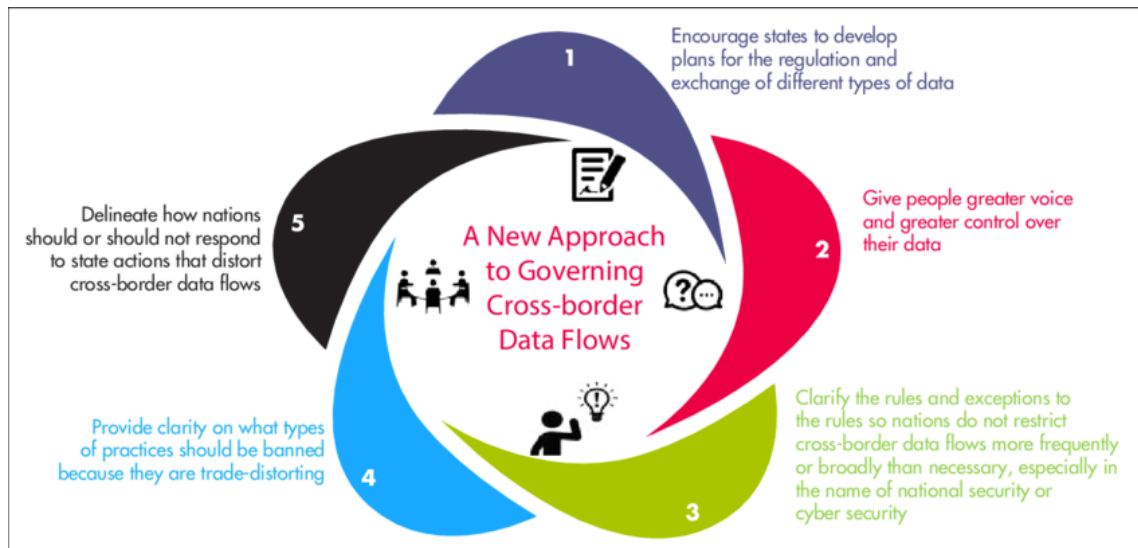 1
Encourage states to develop
plans for the regulation and
exchange of different types of data
2
Give people greater voice
and greater control over
their data
3
Clarify the rules and exceptions to
the rules so nations do not restrict
cross-border data flows more frequently
or broadly than necessary, especially in
the name of national security or
cyber security
4
Provide clarity on what types
of practices should be banned
because they are trade-distorting
5
Delineate how nations
should or should not respond
to state actions that distort
cross-border data flows
A New Approach
to Governing
Cross-border
Data Flows
?